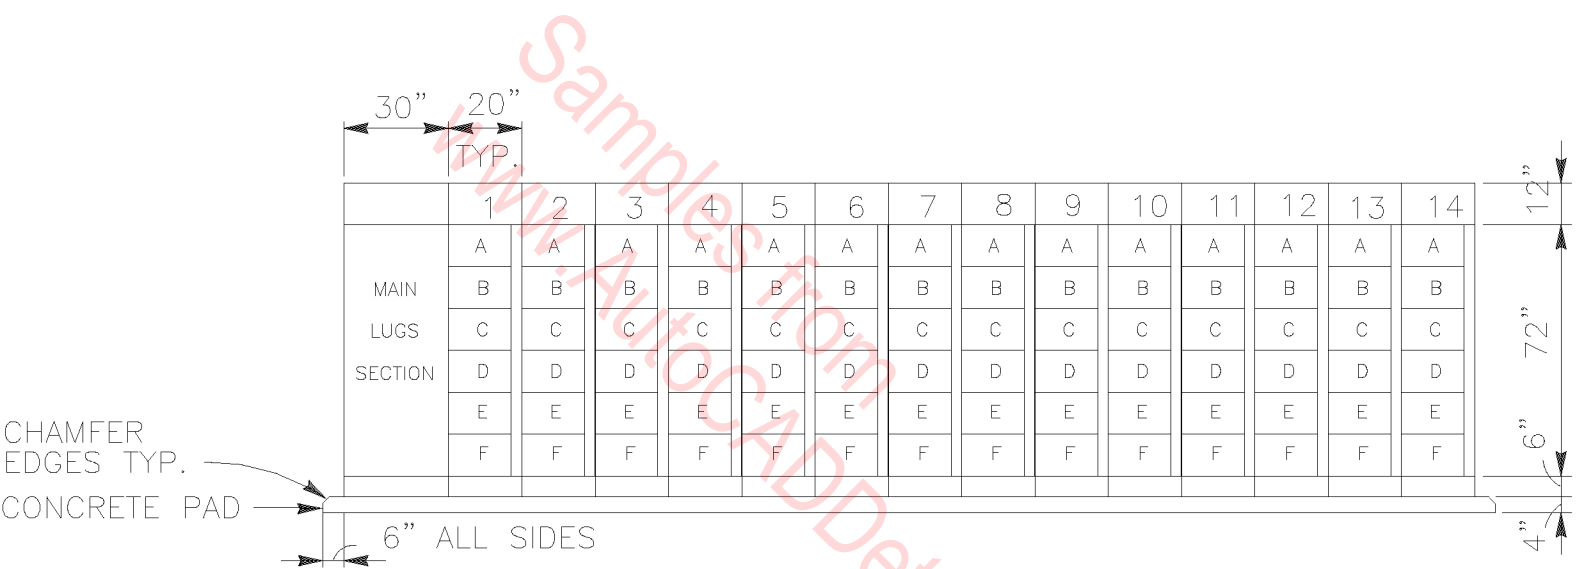 30” 20”
TYP.
12”
1 2 3 4 5 6 7 8 9 10 11 12 13 14
A A A A A A A A A A A A A A
MAIN B B B B B B B B B B B B B B
LUGS C C C C C C C C C C C C C C
72”
SECTION D D D D D D D D D D D D D D
E E E E E E E E E E E E E E
F F F F F F F F F F F F F F
6”
CHAMFER
EDGES TYP.
CONCRETE PAD
6” ALL SIDES
4”
Samples from
www.AutoCADDet